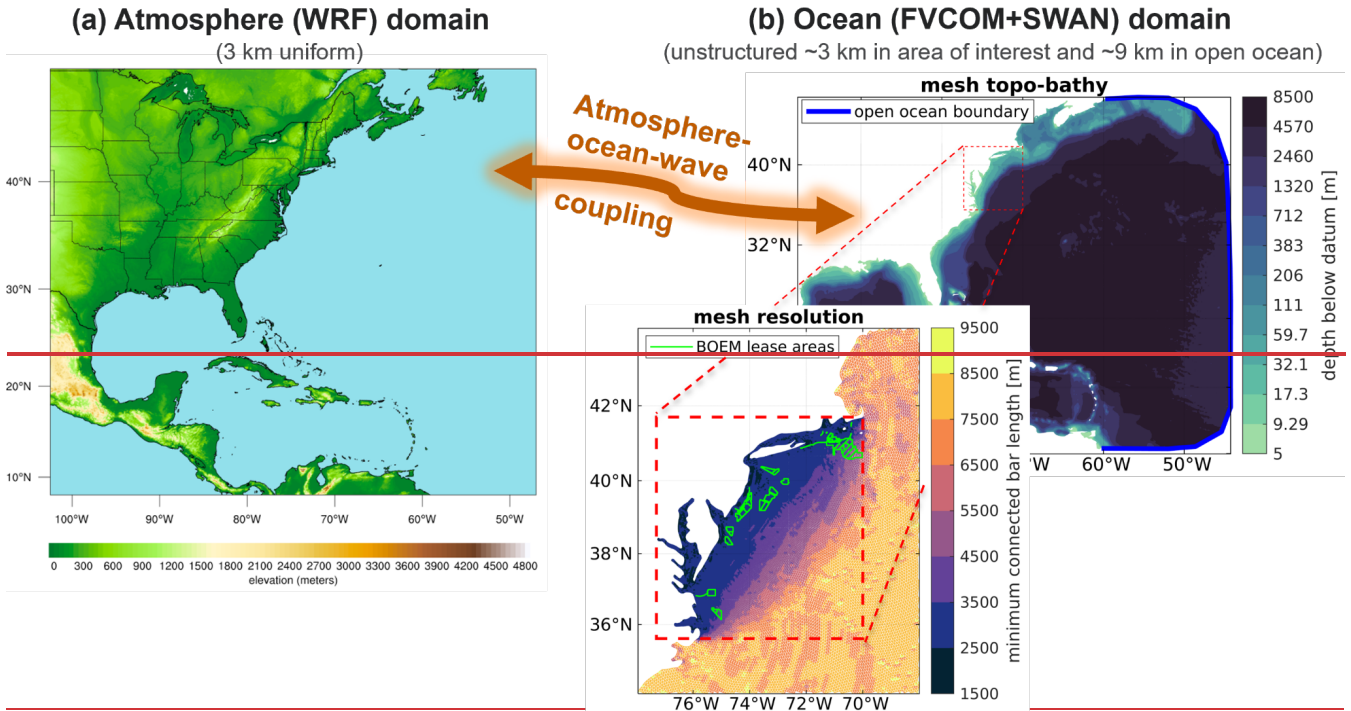 (a) Atmosphere (WRF) domain
(3 km uniform)
40°N
30°N
20°N
10°N
100°W 90°W 80°W 70°W 60°W 50°W
0 300 600 900 1200 1500 1800 2100 2400 2700 3000 3300 3600 3900 4200 4500 4800
elevation (meters)
Atmosphere-
ocean-wave
coupling
(b) Ocean (FVCOM+SWAN) domain
(unstructured ~3 km in area of interest and ~9 km in open ocean)
mesh topo-bathy
open ocean boundary
40°N
32°N
°W 60°W 50°W
8500
4570
2460
1320
712
383
206
111
59.7
32.1
17.3
9.29
5
depth below datum [m]
mesh resolution
BOEM lease areas
42°N
40°N
38°N
36°N
76°W 74°W 72°W 70°W
9500
8500
7500
6500
5500
4500
3500
2500
1500
minimum connected bar length [m]